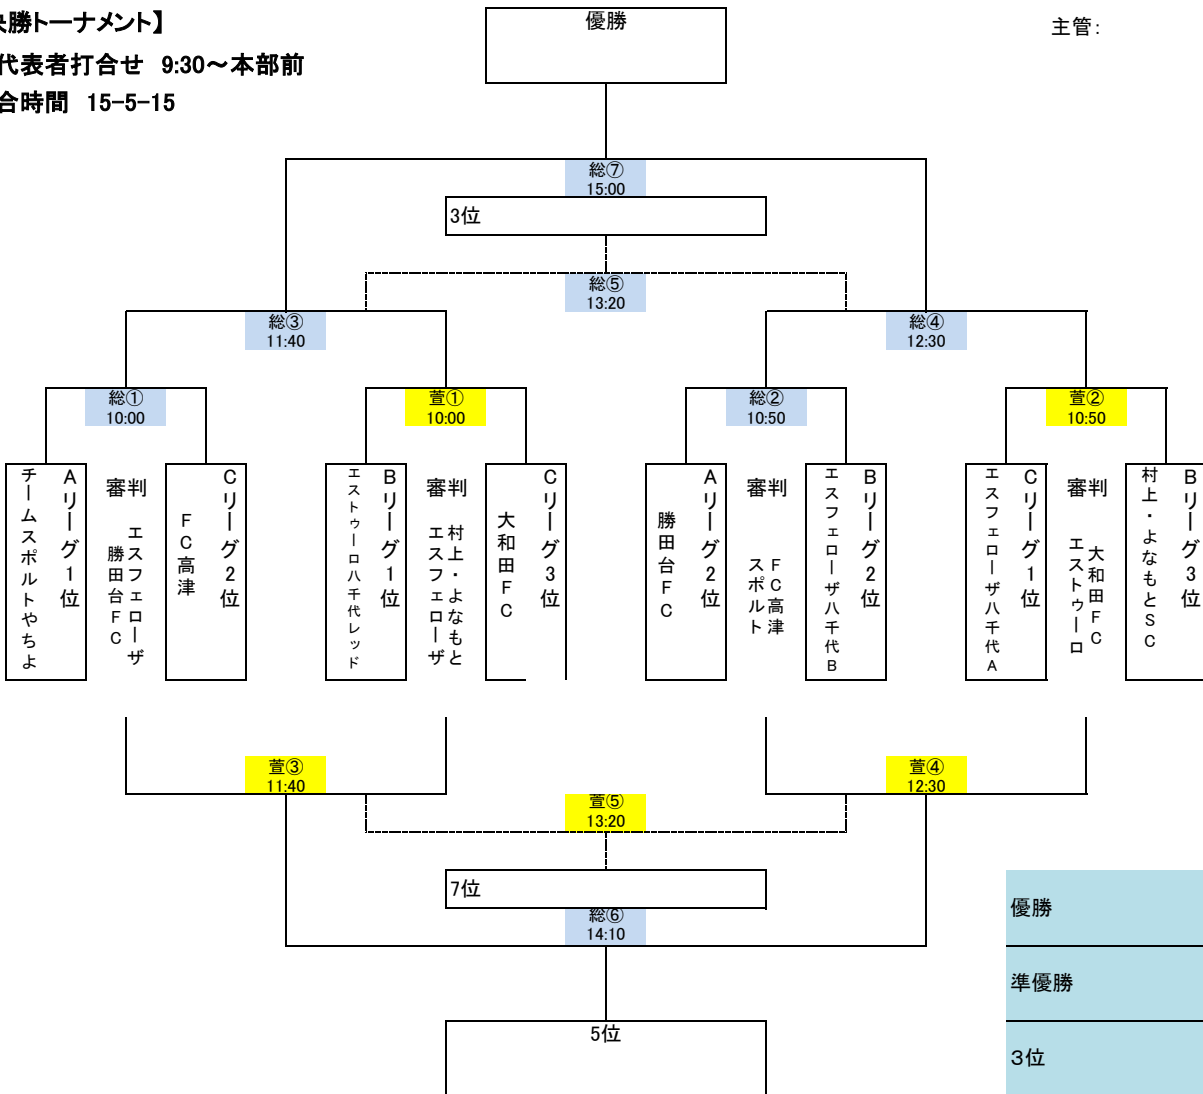 勝トーナメント】
代表者打合せ 9:30～本部前
合時間 15-5-15
優勝
主管:
総⑦
15:00
3位
総⑤
13:20
総③
11:40
総④
12:30
総①
10:00
萱①
10:00
総②
10:50
萱②
10:50
Aリーグ1位
チームスポルトやちよ
審判
エスフェローザ
勝田台FC
Cリーグ2位
FC高津
Bリーグ1位
エストゥーロ八千代レッド
審判
村上・よなもと
エスフェローザ
Cリーグ3位
大和田FC
Aリーグ2位
勝田台FC
審判
FC高津
スポルト
Bリーグ2位
エスフェローザ八千代B
Cリーグ1位
エスフェローザ八千代A
審判
大和田FC
エストゥーロ
Bリーグ3位
村上・よなもとSC
萱③
11:40
萱④
12:30
萱⑤
13:20
7位
総⑥
14:10
5位
優勝
準優勝
3位